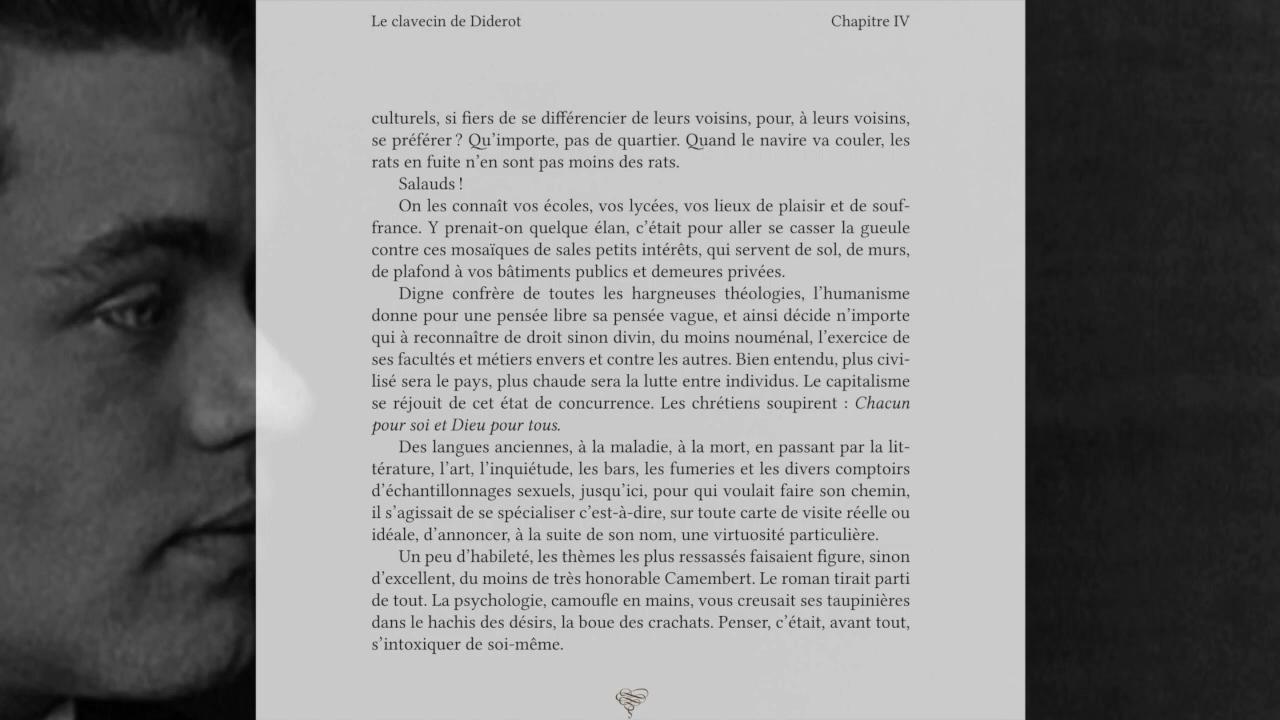 Le clavecin de Diderot Chapitre IV
culturels, si fiers de se différencier de leurs voisins, pour, à leurs voisins,
se préférer ? Qu’importe, pas de quartier. Quand le navire va couler, les
rats en fuite n’en sont pas moins des rats.
Salauds !
On les connaît vos écoles, vos lycées, vos lieux de plaisir et de souf-
france. Y prenait-on quelque élan, c’était pour aller se casser la gueule
contre ces mosaïques de sales petits intérêts, qui servent de sol, de murs,
de plafond à vos bâtiments publics et demeures privées.
Digne confrère de toutes les hargneuses théologies, l’humanisme
donne pour une pensée libre sa pensée vague, et ainsi décide n’importe
qui à reconnaître de droit sinon divin, du moins nouménal, l’exercice de
ses facultés et métiers envers et contre les autres. Bien entendu, plus civi-
lisé sera le pays, plus chaude sera la lutte entre individus. Le capitalisme
se réjouit de cet état de concurrence. Les chrétiens soupirent : Chacun
pour soi et Dieu pour tous.
Des langues anciennes, à la maladie, à la mort, en passant par la lit-
térature, l’art, l’inquiétude, les bars, les fumeries et les divers comptoirs
d’échantillonnages sexuels, jusqu’ici, pour qui voulait faire son chemin,
il s’agissait de se spécialiser c’est-à-dire, sur toute carte de visite réelle ou
idéale, d’annoncer, à la suite de son nom, une virtuosité particulière.
Un peu d’habileté, les thèmes les plus ressassés faisaient figure, sinon
d’excellent, du moins de très honorable Camembert. Le roman tirait parti
de tout. La psychologie, camoufle en mains, vous creusait ses taupinières
dans le hachis des désirs, la boue des crachats. Penser, c’était, avant tout,
s’intoxiquer de soi-même.